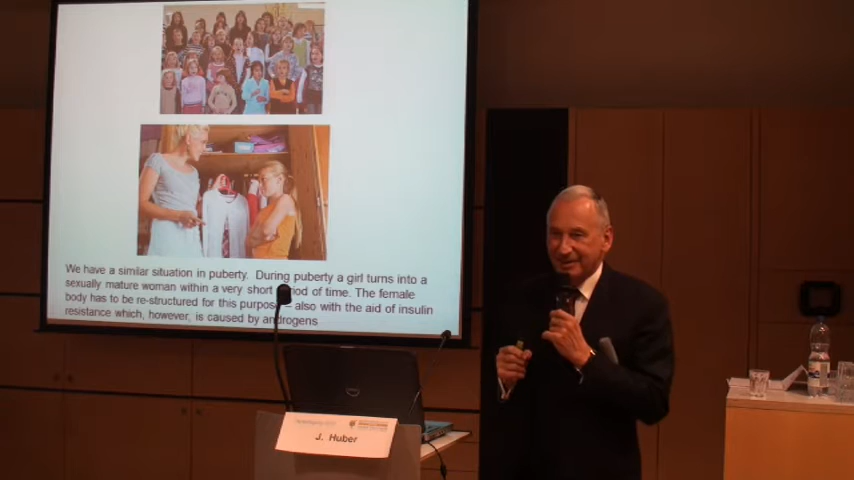 We have a similar situation in puberty. During puberty a girl turns into a
sexually mature woman within a very short period of time. The female
body has to be re-structured for this purpose – also with the aid of insulin
resistance which, however, is caused by androgens
J. Huber